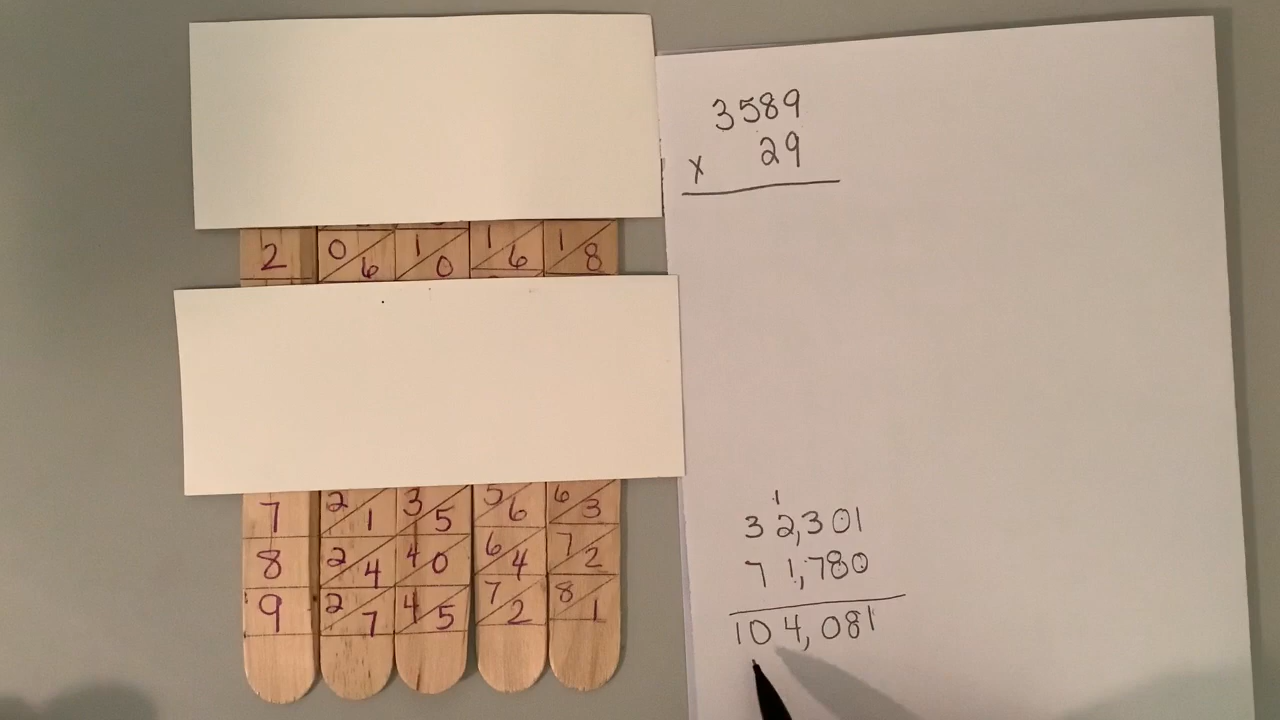 2 0/6 1/0 1/6 1/8
7 2/1 3/5 5/6 6/3
8 2/4 4/0 6/4 7/2
9 2/7 4/5 7/2 8/1
3589
x 29
1
32,301
71,780
104,081